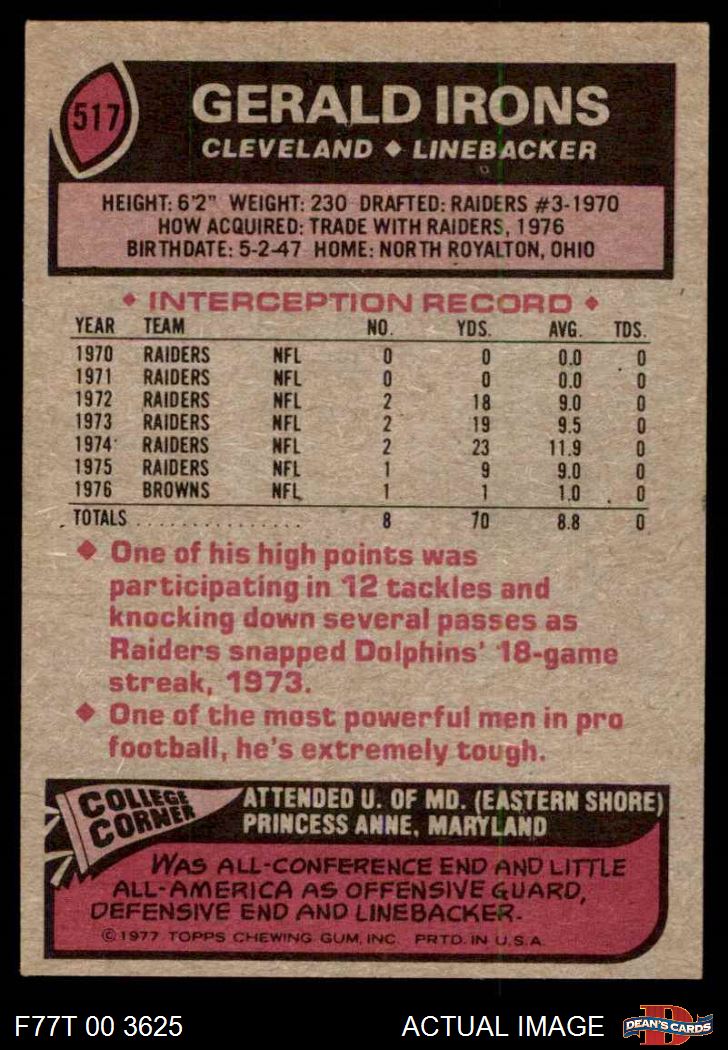 517
GERALD IRONS
CLEVELAND ◆ LINEBACKER
HEIGHT: 6'2" WEIGHT: 230 DRAFTED: RAIDERS #3-1970
HOW ACQUIRED: TRADE WITH RAIDERS, 1976
BIRTHDATE: 5-2-47 HOME: NORTH ROYALTON, OHIO
◆ INTERCEPTION RECORD ◆
YEAR TEAM NO. YDS. AVG. TDS.
1970 RAIDERS NFL 0 0 0.0 0
1971 RAIDERS NFL 0 0 0.0 0
1972 RAIDERS NFL 2 18 9.0 0
1973 RAIDERS NFL 2 19 9.5 0
1974 RAIDERS NFL 2 23 11.9 0
1975 RAIDERS NFL 1 9 9.0 0
1976 BROWNS NFL 1 1 1.0 0
TOTALS ................ 8 70 8.8 0
◆ One of his high points was
participating in 12 tackles and
knocking down several passes as
Raiders snapped Dolphins' 18-game
streak, 1973.
◆ One of the most powerful men in pro
football, he's extremely tough.
COLLEGE
CORNER
ATTENDED U. OF MD. (EASTERN SHORE)
PRINCESS ANNE, MARYLAND
WAS ALL-CONFERENCE END AND LITTLE
ALL-AMERICA AS OFFENSIVE GUARD,
DEFENSIVE END AND LINEBACKER.
©1977 TOPPS CHEWING GUM, INC. PRTD. IN U.S.A.
F77T 00 3625
ACTUAL IMAGE
D
DEAN'S CARDS